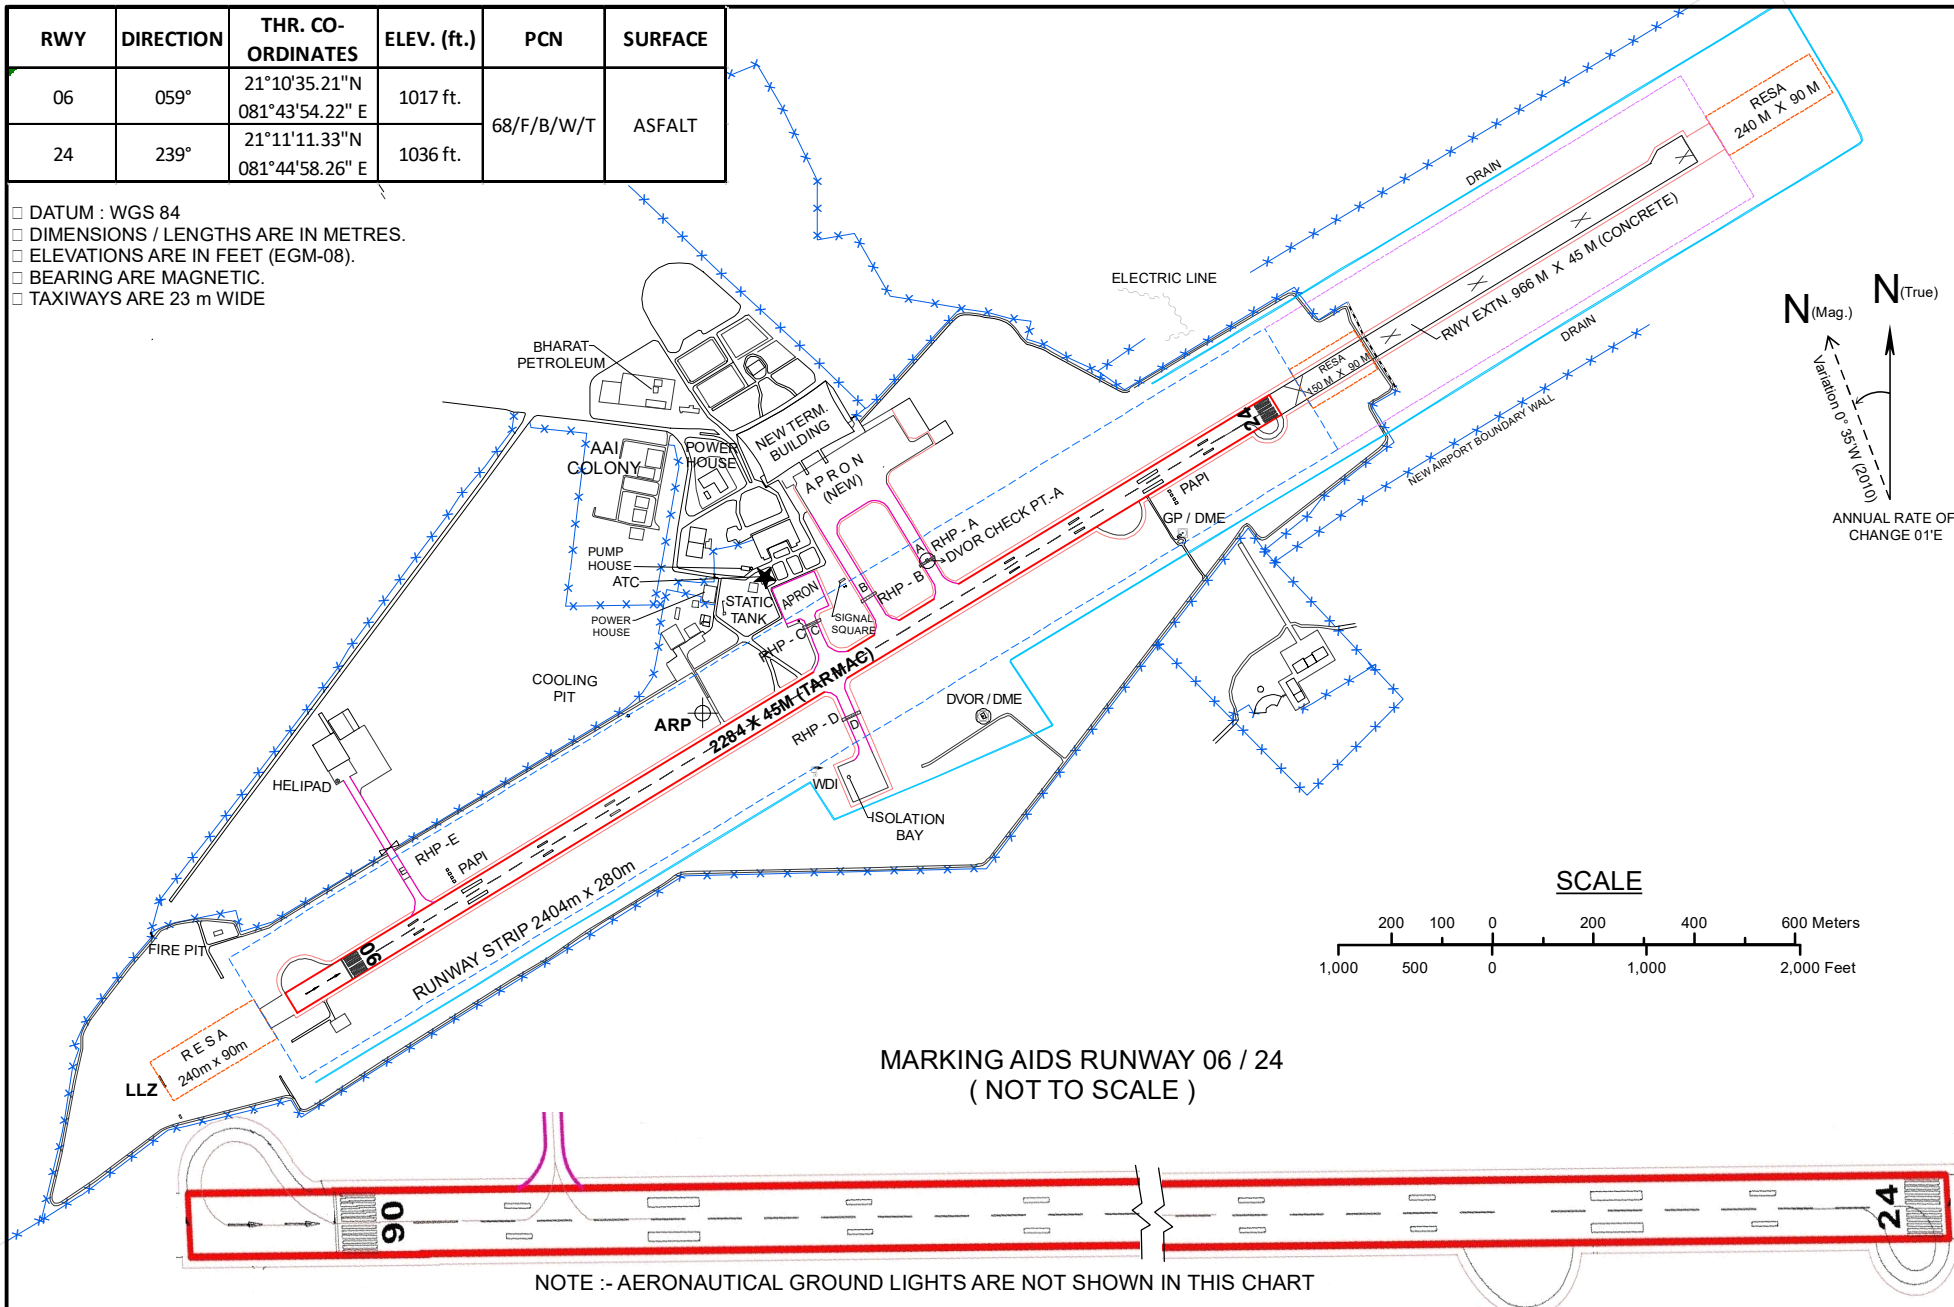 RWY DIRECTION THR. CO-ORDINATES ELEV. (ft.) PCN SURFACE
06 059° 21°10'35.21"N 081°43'54.22" E 1017 ft. 68/F/B/W/T ASFALT
24 239° 21°11'11.33"N 081°44'58.26" E 1036 ft.
DATUM : WGS 84
DIMENSIONS / LENGTHS ARE IN METRES.
ELEVATIONS ARE IN FEET (EGM-08).
BEARING ARE MAGNETIC.
TAXIWAYS ARE 23 m WIDE
RESA
240 M X 90 M
DRAIN
RWY EXTN. 966 M X 45 M (CONCRETE)
DRAIN
ELECTRIC LINE
N(Mag.)
N(True)
Variation 0° 35'W (2010)
ANNUAL RATE OF
CHANGE 01'E
RESA
150 M X 90 M
NEW AIRPORT BOUNDARY WALL
24
BHARAT
PETROLEUM
NEW TERM.
BUILDING
AAI
COLONY
POWER
HOUSE
APRON
(NEW)
PAPI
GP / DME
A
RHP - A
DVOR CHECK PT.-A
B
RHP - B
PUMP
HOUSE
ATC
POWER
HOUSE
STATIC
TANK
APRON
SIGNAL
SQUARE
RHP - C
C
COOLING
PIT
ARP
2284 X 45M (TARMAC)
RHP - D
D
DVOR / DME
WDI
ISOLATION
BAY
HELIPAD
RHP -E
E
PAPI
RUNWAY STRIP 2404m x 280m
FIRE PIT
06
RESA
240m x 90m
LLZ
SCALE
200 100 0 200 400 600 Meters
1,000 500 0 1,000 2,000 Feet
MARKING AIDS RUNWAY 06 / 24
( NOT TO SCALE )
06
24
NOTE :- AERONAUTICAL GROUND LIGHTS ARE NOT SHOWN IN THIS CHART